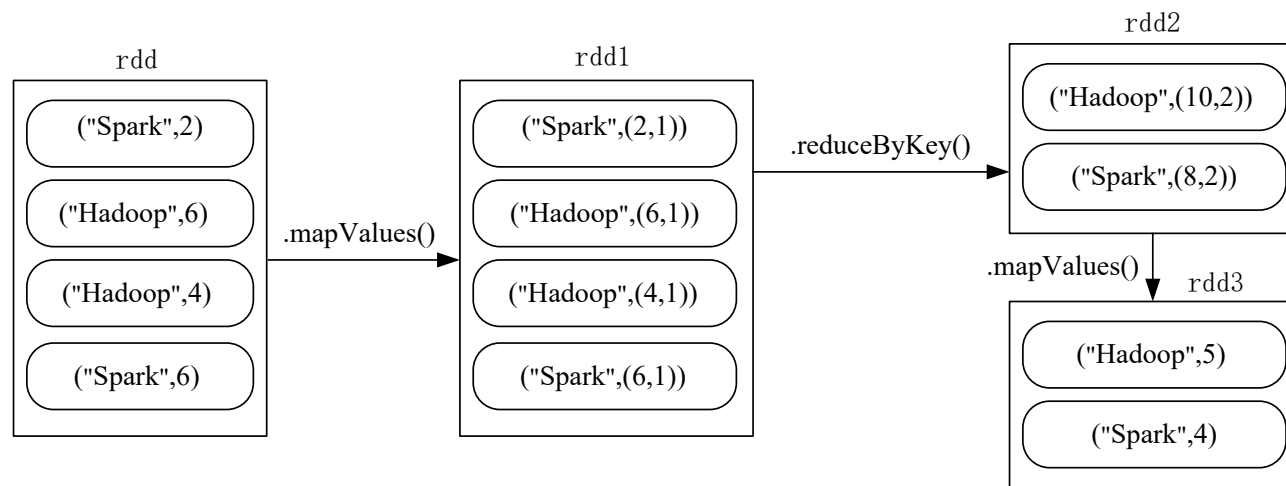 rdd
("Spark",2)
("Hadoop",6)
("Hadoop",4)
("Spark",6)
.mapValues()
rdd1
("Spark",(2,1))
("Hadoop",(6,1))
("Hadoop",(4,1))
("Spark",(6,1))
.reduceByKey()
rdd2
("Hadoop",(10,2))
("Spark",(8,2))
.mapValues()
rdd3
("Hadoop",5)
("Spark",4)